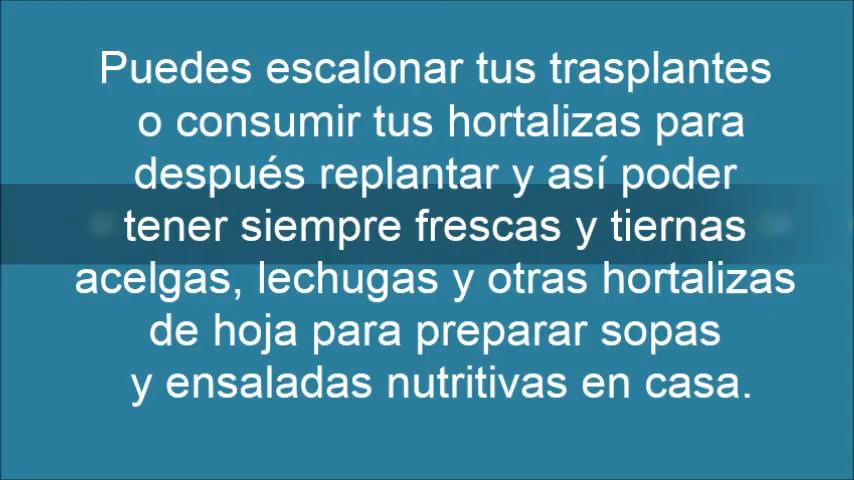 Puedes escalonar tus trasplantes
o consumir tus hortalizas para
después replantar y así poder
tener siempre frescas y tiernas
acelgas, lechugas y otras hortalizas
de hoja para preparar sopas
y ensaladas nutritivas en casa.